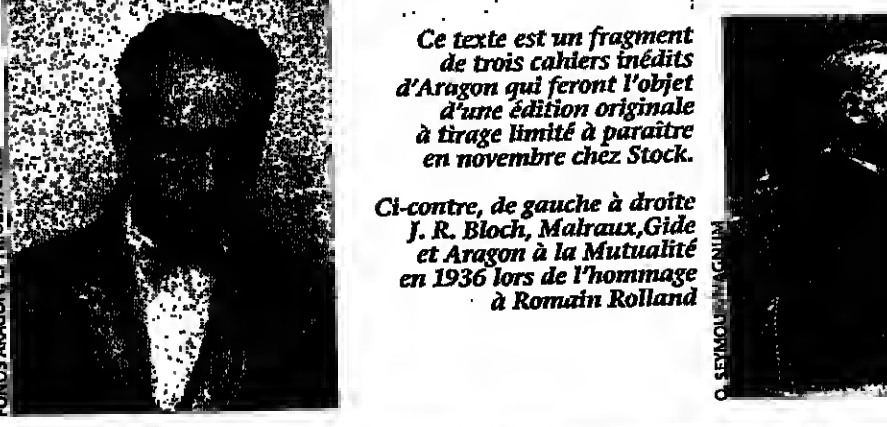 Ce texte est un fragment
de trois cahiers inédits
d'Aragon qui feront l'objet
d'une édition originale
à tirage limité à paraître
en novembre chez Stock.
Ci-contre, de gauche à droite
J. R. Bloch, Malraux,Gide
et Aragon à la Mutualité
en 1936 lors de l'hommage
à Romain Rolland
SEYMOUR/MAGNUM